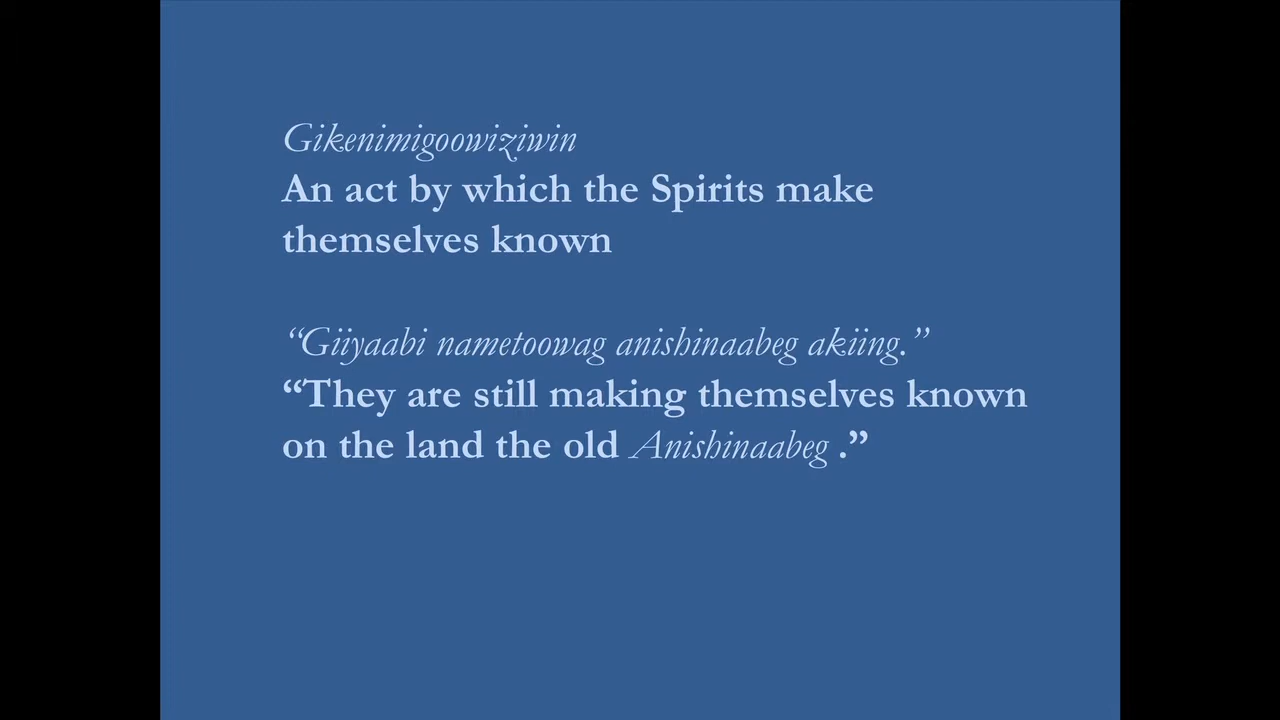 Gikenimigoowiziwin
An act by which the Spirits make
themselves known
“Giiyaabi nametoowag anishinaabeg akiing.”
“They are still making themselves known
on the land the old Anishinaabeg .”